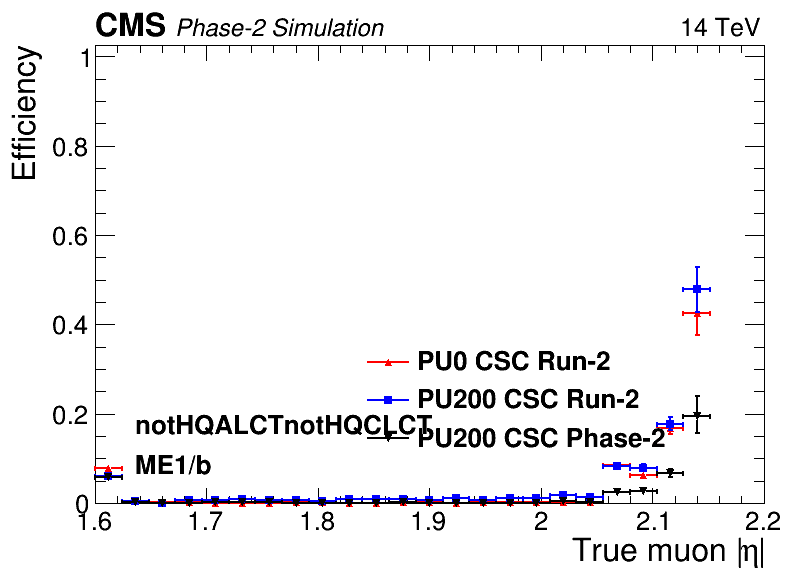 CMS Phase-2 Simulation 14 TeV
Efficiency
1
0.8
0.6
0.4
0.2
0
PU0 CSC Run-2
PU200 CSC Run-2
notHQALCTnotHQCLCT
PU200 CSC Phase-2
ME1/b
1.6 1.7 1.8 1.9 2 2.1 2.2
True muon |η|